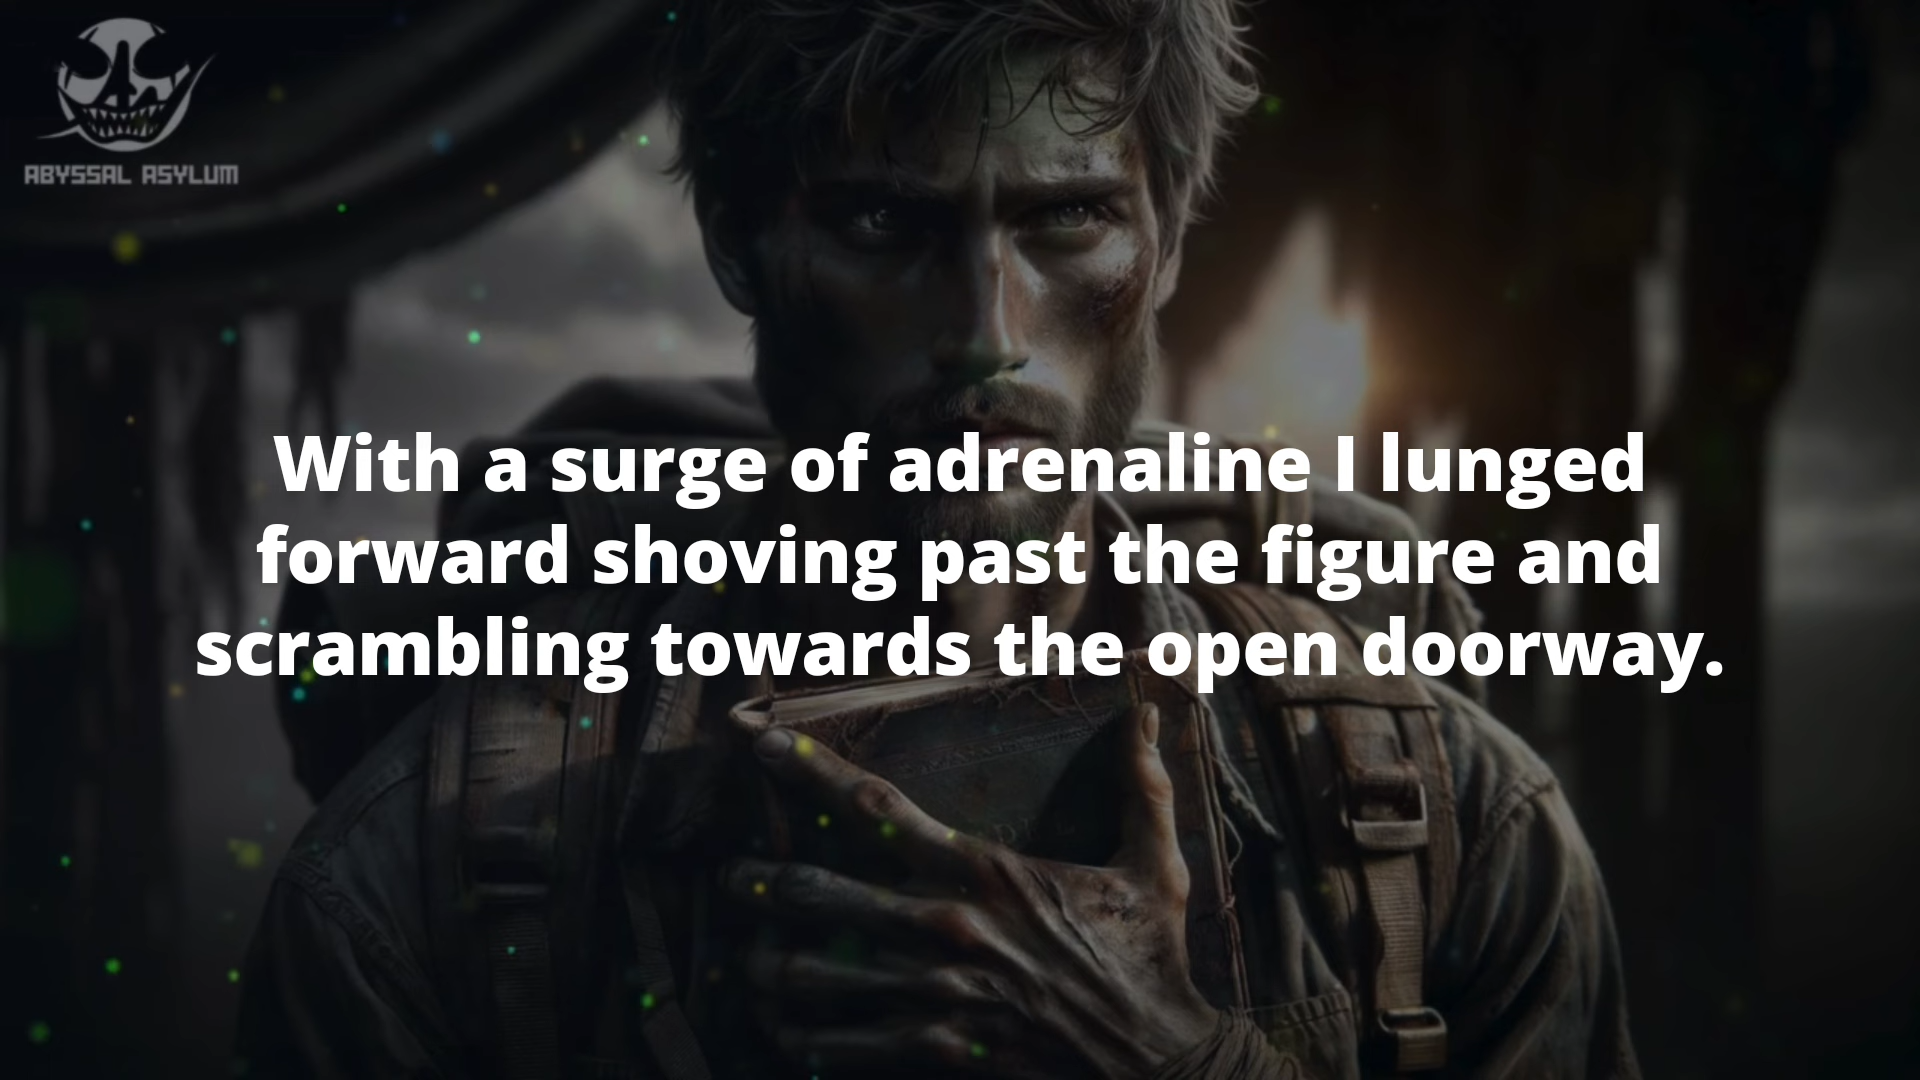 ABYSSAL ASYLUM
With a surge of adrenaline I lunged
forward shoving past the figure and
scrambling towards the open doorway.